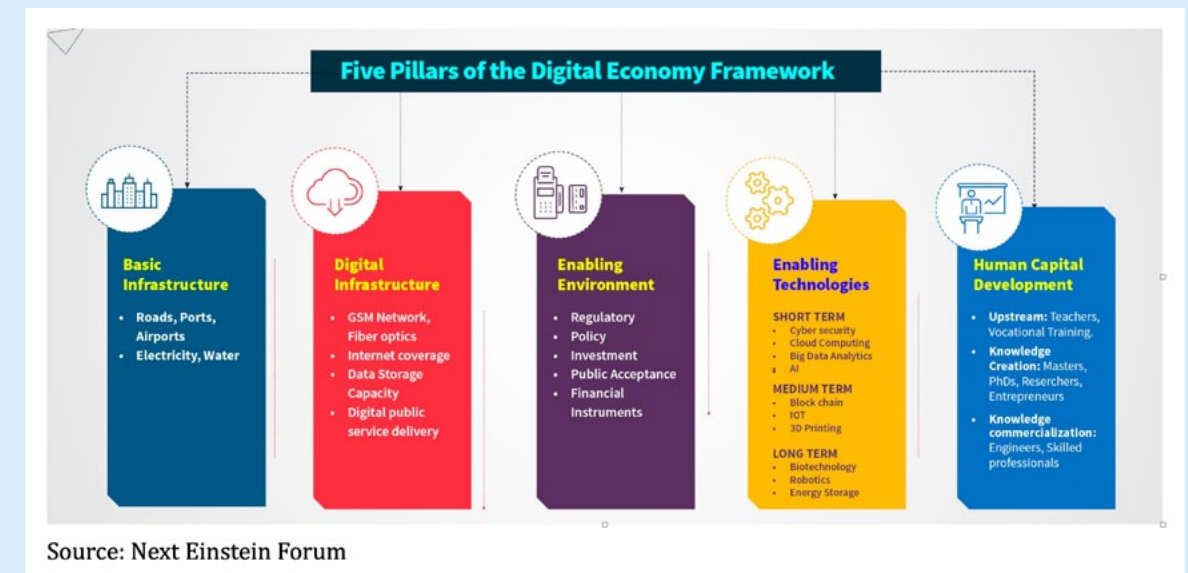 Five Pillars of the Digital Economy Framework
Basic
Infrastructure
• Roads, Ports,
Airports
• Electricity, Water
Digital
Infrastructure
• GSM Network,
Fiber optics
• Internet coverage
• Data Storage
Capacity
• Digital public
service delivery
Enabling
Environment
• Regulatory
• Policy
• Investment
• Public Acceptance
• Financial
Instruments
Enabling
Technologies
SHORT TERM
• Cyber security
• Cloud Computing
• Big Data Analytics
• AI
MEDIUM TERM
• Block chain
• IOT
• 3D Printing
LONG TERM
• Biotechnology
• Robotics
• Energy Storage
Human Capital
Development
• Upstream: Teachers,
Vocational Training.
• Knowledge
Creation: Masters,
PhDs, Reserchers,
Entrepreneurs
• Knowledge
commercialization:
Engineers, Skilled
professionals
Source: Next Einstein Forum